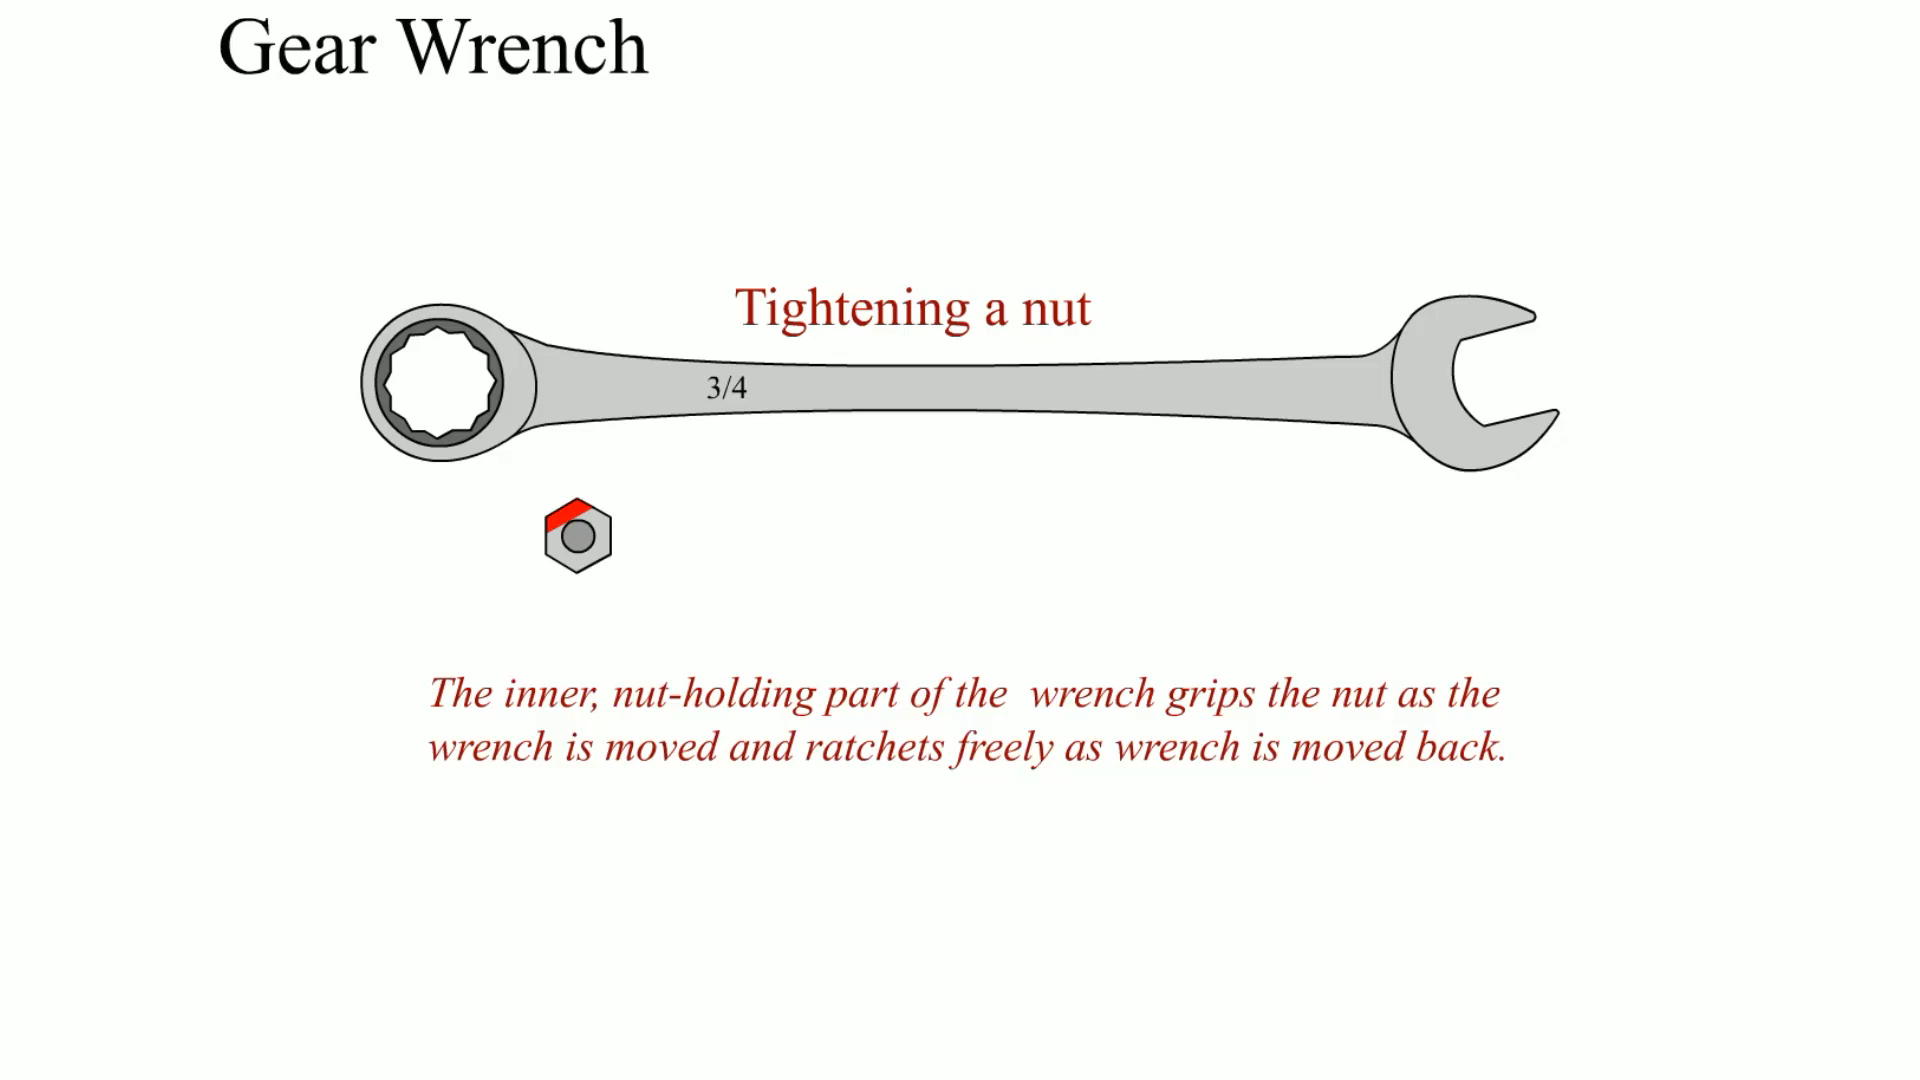 Gear Wrench
Tightening a nut
3/4
The inner, nut-holding part of the wrench grips the nut as the
wrench is moved and ratchets freely as wrench is moved back.